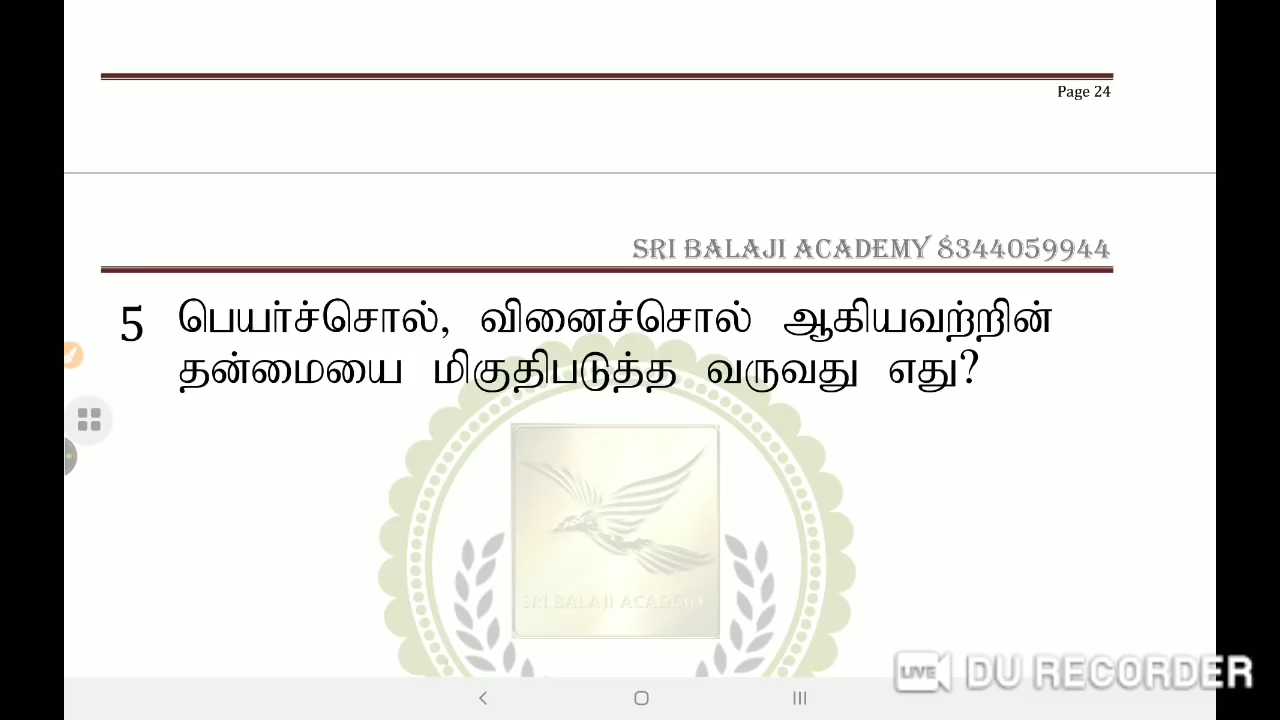 Page 24
SRI BALAJI ACADEMY 8344059944
5 பெயர்ச்சொல், வினைச்சொல் ஆகியவற்றின்
தன்மையை மிகுதிபடுத்த வருவது எது?
SRI BALAJI ACADEMY
LIVE DU RECORDER